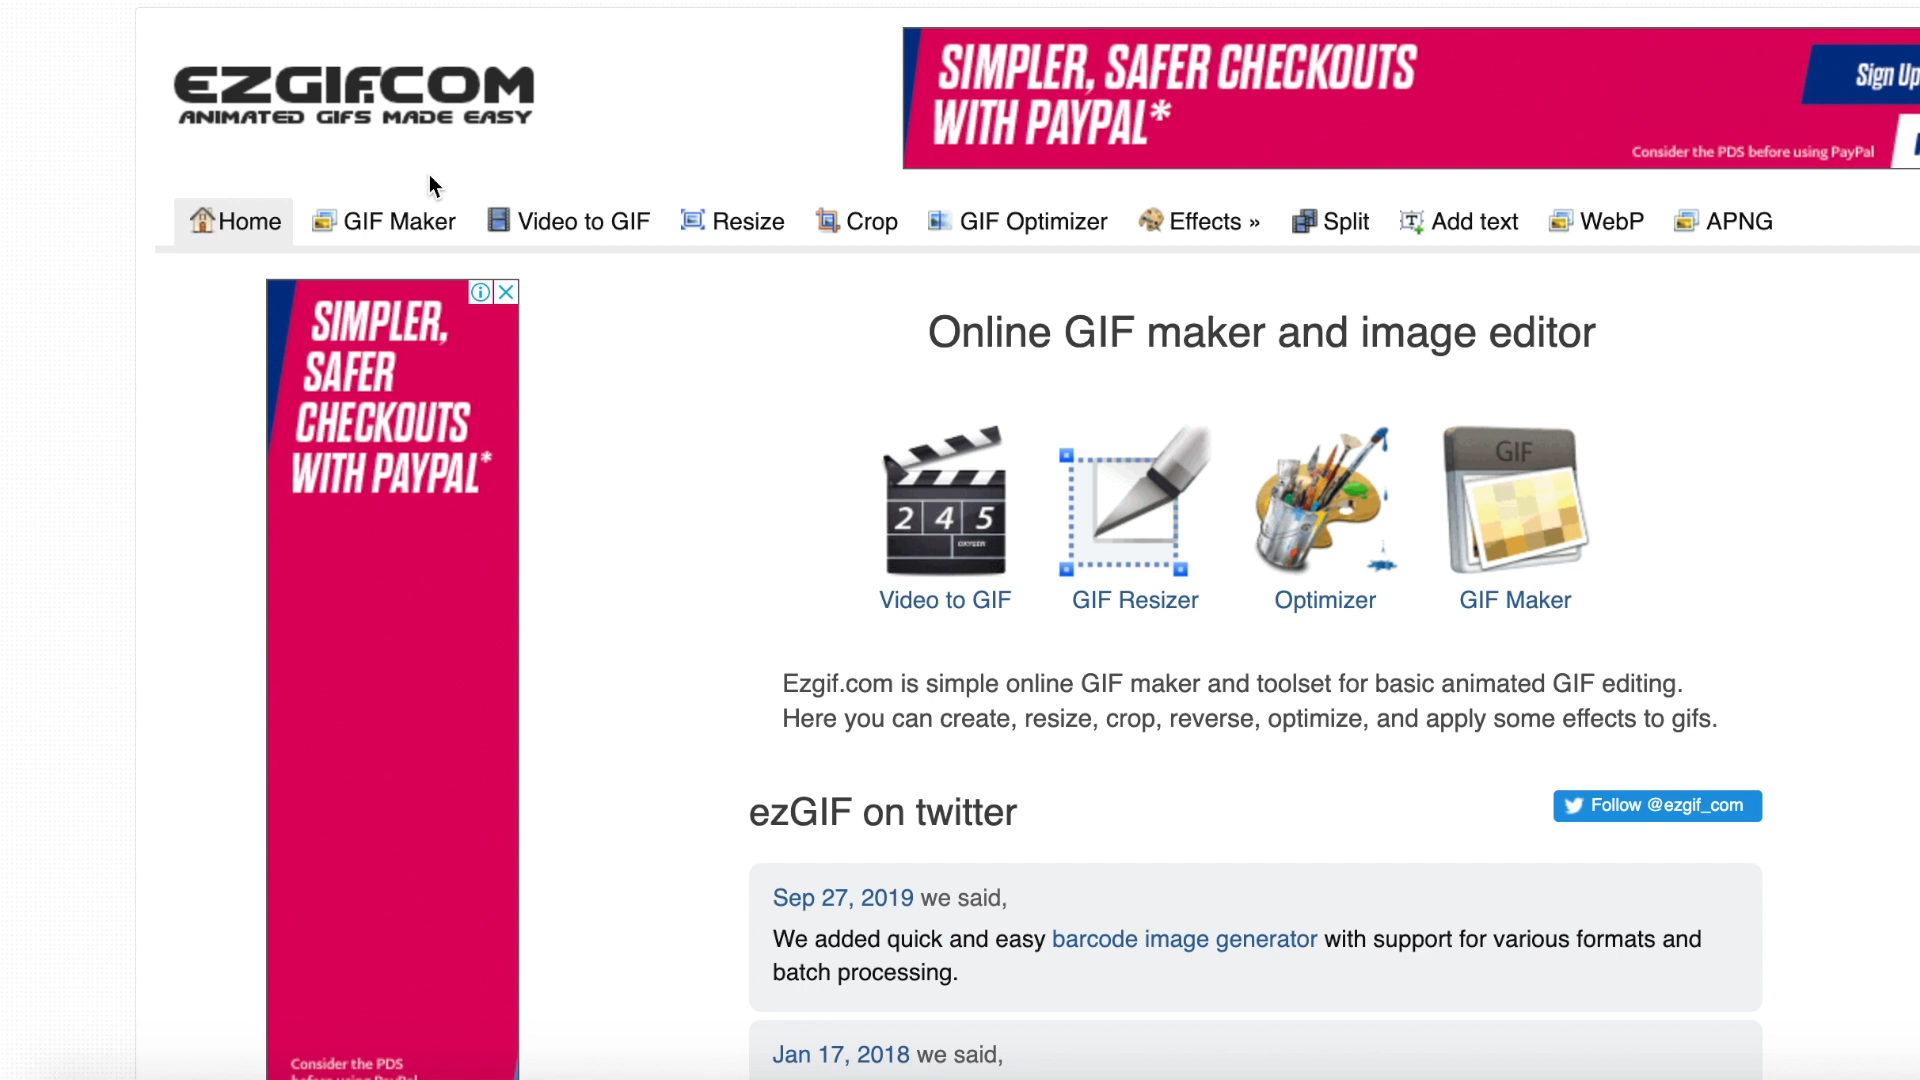 EZGIF.COM
ANIMATED GIFS MADE EASY
SIMPLER, SAFER CHECKOUTS
WITH PAYPAL*
Sign Up
Consider the PDS before using PayPal
Home
GIF Maker
Video to GIF
Resize
Crop
GIF Optimizer
Effects »
Split
Add text
WebP
APNG
SIMPLER,
SAFER
CHECKOUTS
WITH PAYPAL*
Consider the PDS
before using PayPal
Online GIF maker and image editor
2 4 5
OXYGEN
GIF
Video to GIF
GIF Resizer
Optimizer
GIF Maker
Ezgif.com is simple online GIF maker and toolset for basic animated GIF editing.
Here you can create, resize, crop, reverse, optimize, and apply some effects to gifs.
ezGIF on twitter
Follow @ezgif_com
Sep 27, 2019 we said,
We added quick and easy barcode image generator with support for various formats and
batch processing.
Jan 17, 2018 we said,